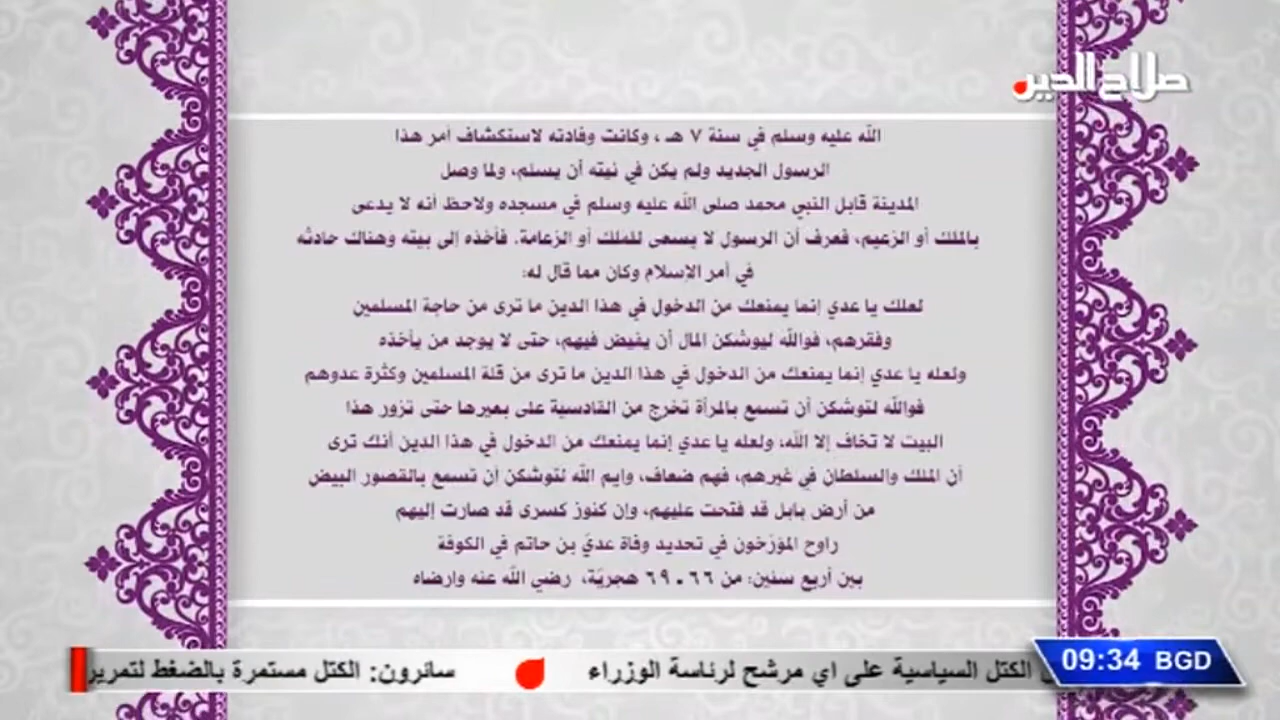 صلاح الدين
الله عليه وسلم في سنة ٧ هـ ، وكانت وفادته لاستكشاف أمر هذا
الرسول الجديد ولم يكن في نيته أن يسلم، ولما وصل
المدينة قابل النبي محمد صلى الله عليه وسلم في مسجده ولاحظ أنه لا يدعى
بالملك أو الزعيم، فعرف أن الرسول لا يسعى للملك أو الزعامة. فأخذه إلى بيته وهناك حادثه
في أمر الإسلام وكان مما قال له:
لعلك يا عدي إنما يمنعك من الدخول في هذا الدين ما ترى من حاجة المسلمين
وفقرهم، فوالله ليوشكن المال أن يفيض فيهم، حتى لا يوجد من يأخذه
ولعله يا عدي إنما يمنعك من الدخول في هذا الدين ما ترى من قلة المسلمين وكثرة عدوهم
فوالله لتوشكن أن تسمع بالمرأة تخرج من القادسية على بعيرها حتى تزور هذا
البيت لا تخاف إلا الله، ولعله يا عدي إنما يمنعك من الدخول في هذا الدين أنك ترى
أن الملك والسلطان في غيرهم، فهم ضعاف، وايم الله لتوشكن أن تسمع بالقصور البيض
من أرض بابل قد فتحت عليهم، وإن كنوز كسرى قد صارت إليهم
راوح المؤرّخون في تحديد وفاة عديّ بن حاتم في الكوفة
بين أربع سنين: من ٦٦ - ٦٩ هجريّة، رضي الله عنه وارضاه
09:34 BGD
الكتل السياسية على اي مرشح لرئاسة الوزراء سائرون: الكتل مستمرة بالضغط لتمرير